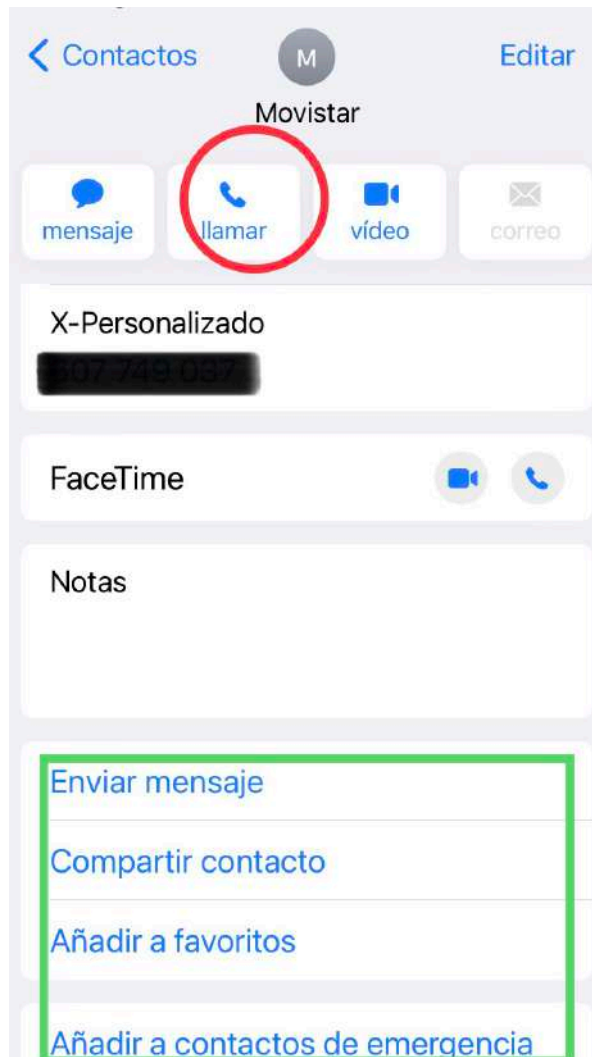 Contactos
M
Editar
Movistar
mensaje
llamar
vídeo
correo
X-Personalizado
FaceTime
Notas
Enviar mensaje
Compartir contacto
Añadir a favoritos
Añadir a contactos de emergencia